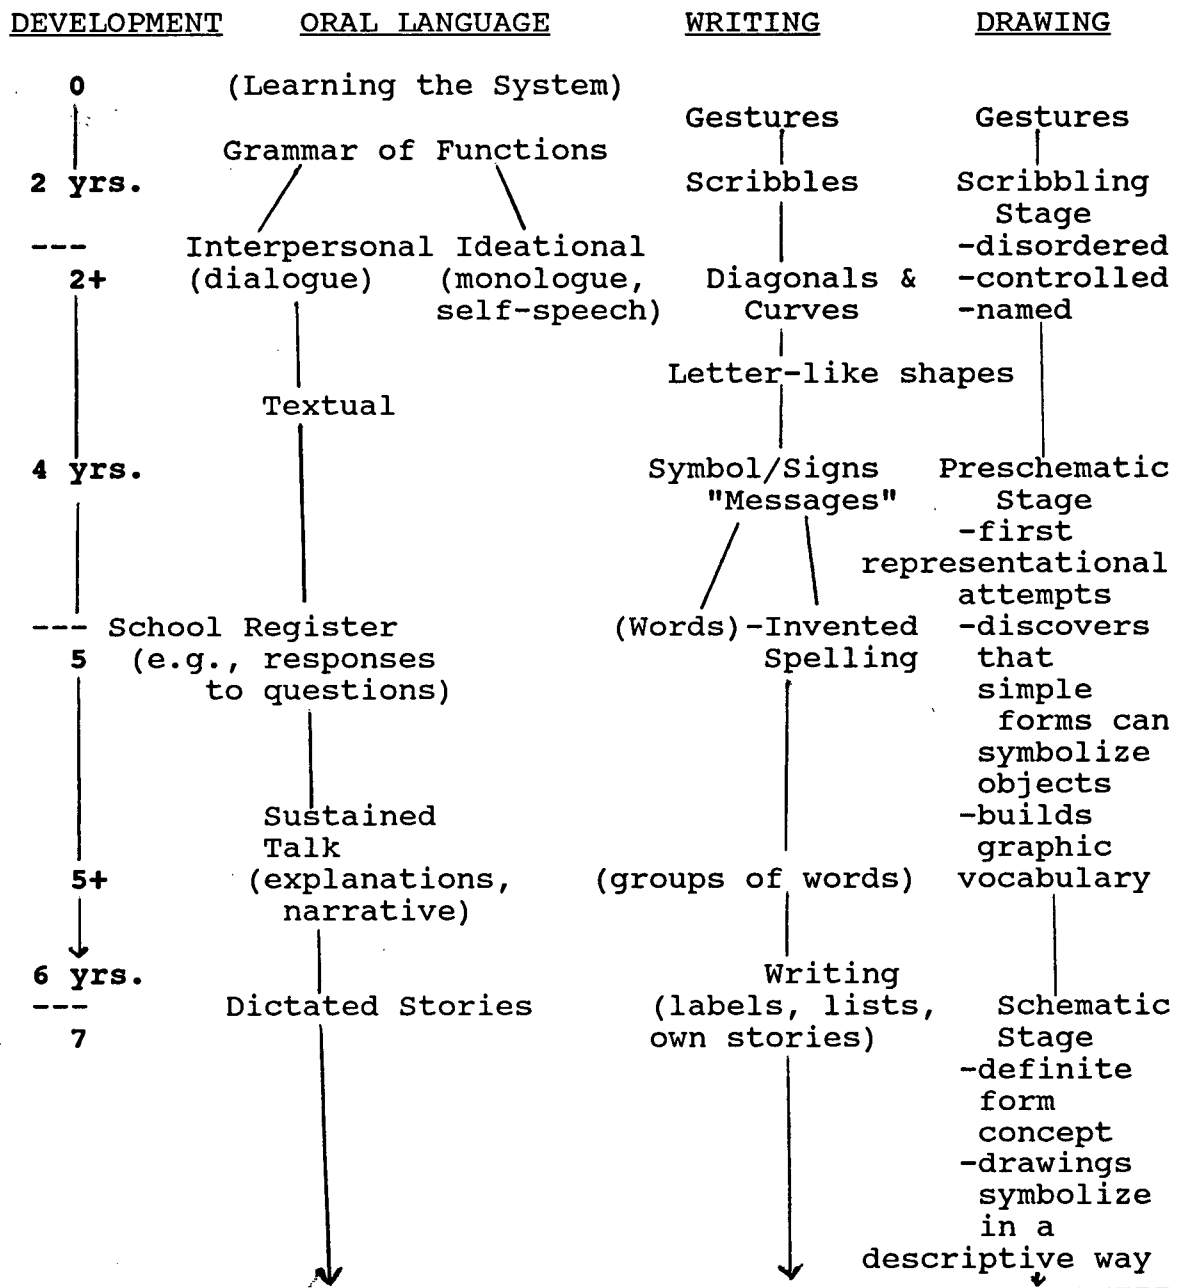 DEVELOPMENT ORAL LANGUAGE WRITING DRAWING
0 (Learning the System)
Gestures Gestures
Grammar of Functions
2 yrs. Scribbles Scribbling
Stage
--- Interpersonal Ideational -disordered
2+ (dialogue) (monologue, Diagonals & -controlled
self-speech) Curves -named
Letter-like shapes
Textual
4 yrs. Symbol/Signs Preschematic
"Messages" Stage
-first
representational
attempts
--- School Register (Words)-Invented -discovers
5 (e.g., responses Spelling that
to questions) simple
forms can
symbolize
objects
Sustained -builds
Talk graphic
5+ (explanations, (groups of words) vocabulary
narrative)
6 yrs. Writing
--- Dictated Stories (labels, lists, Schematic
7 own stories) Stage
-definite
form
concept
-drawings
symbolize
in a
descriptive way